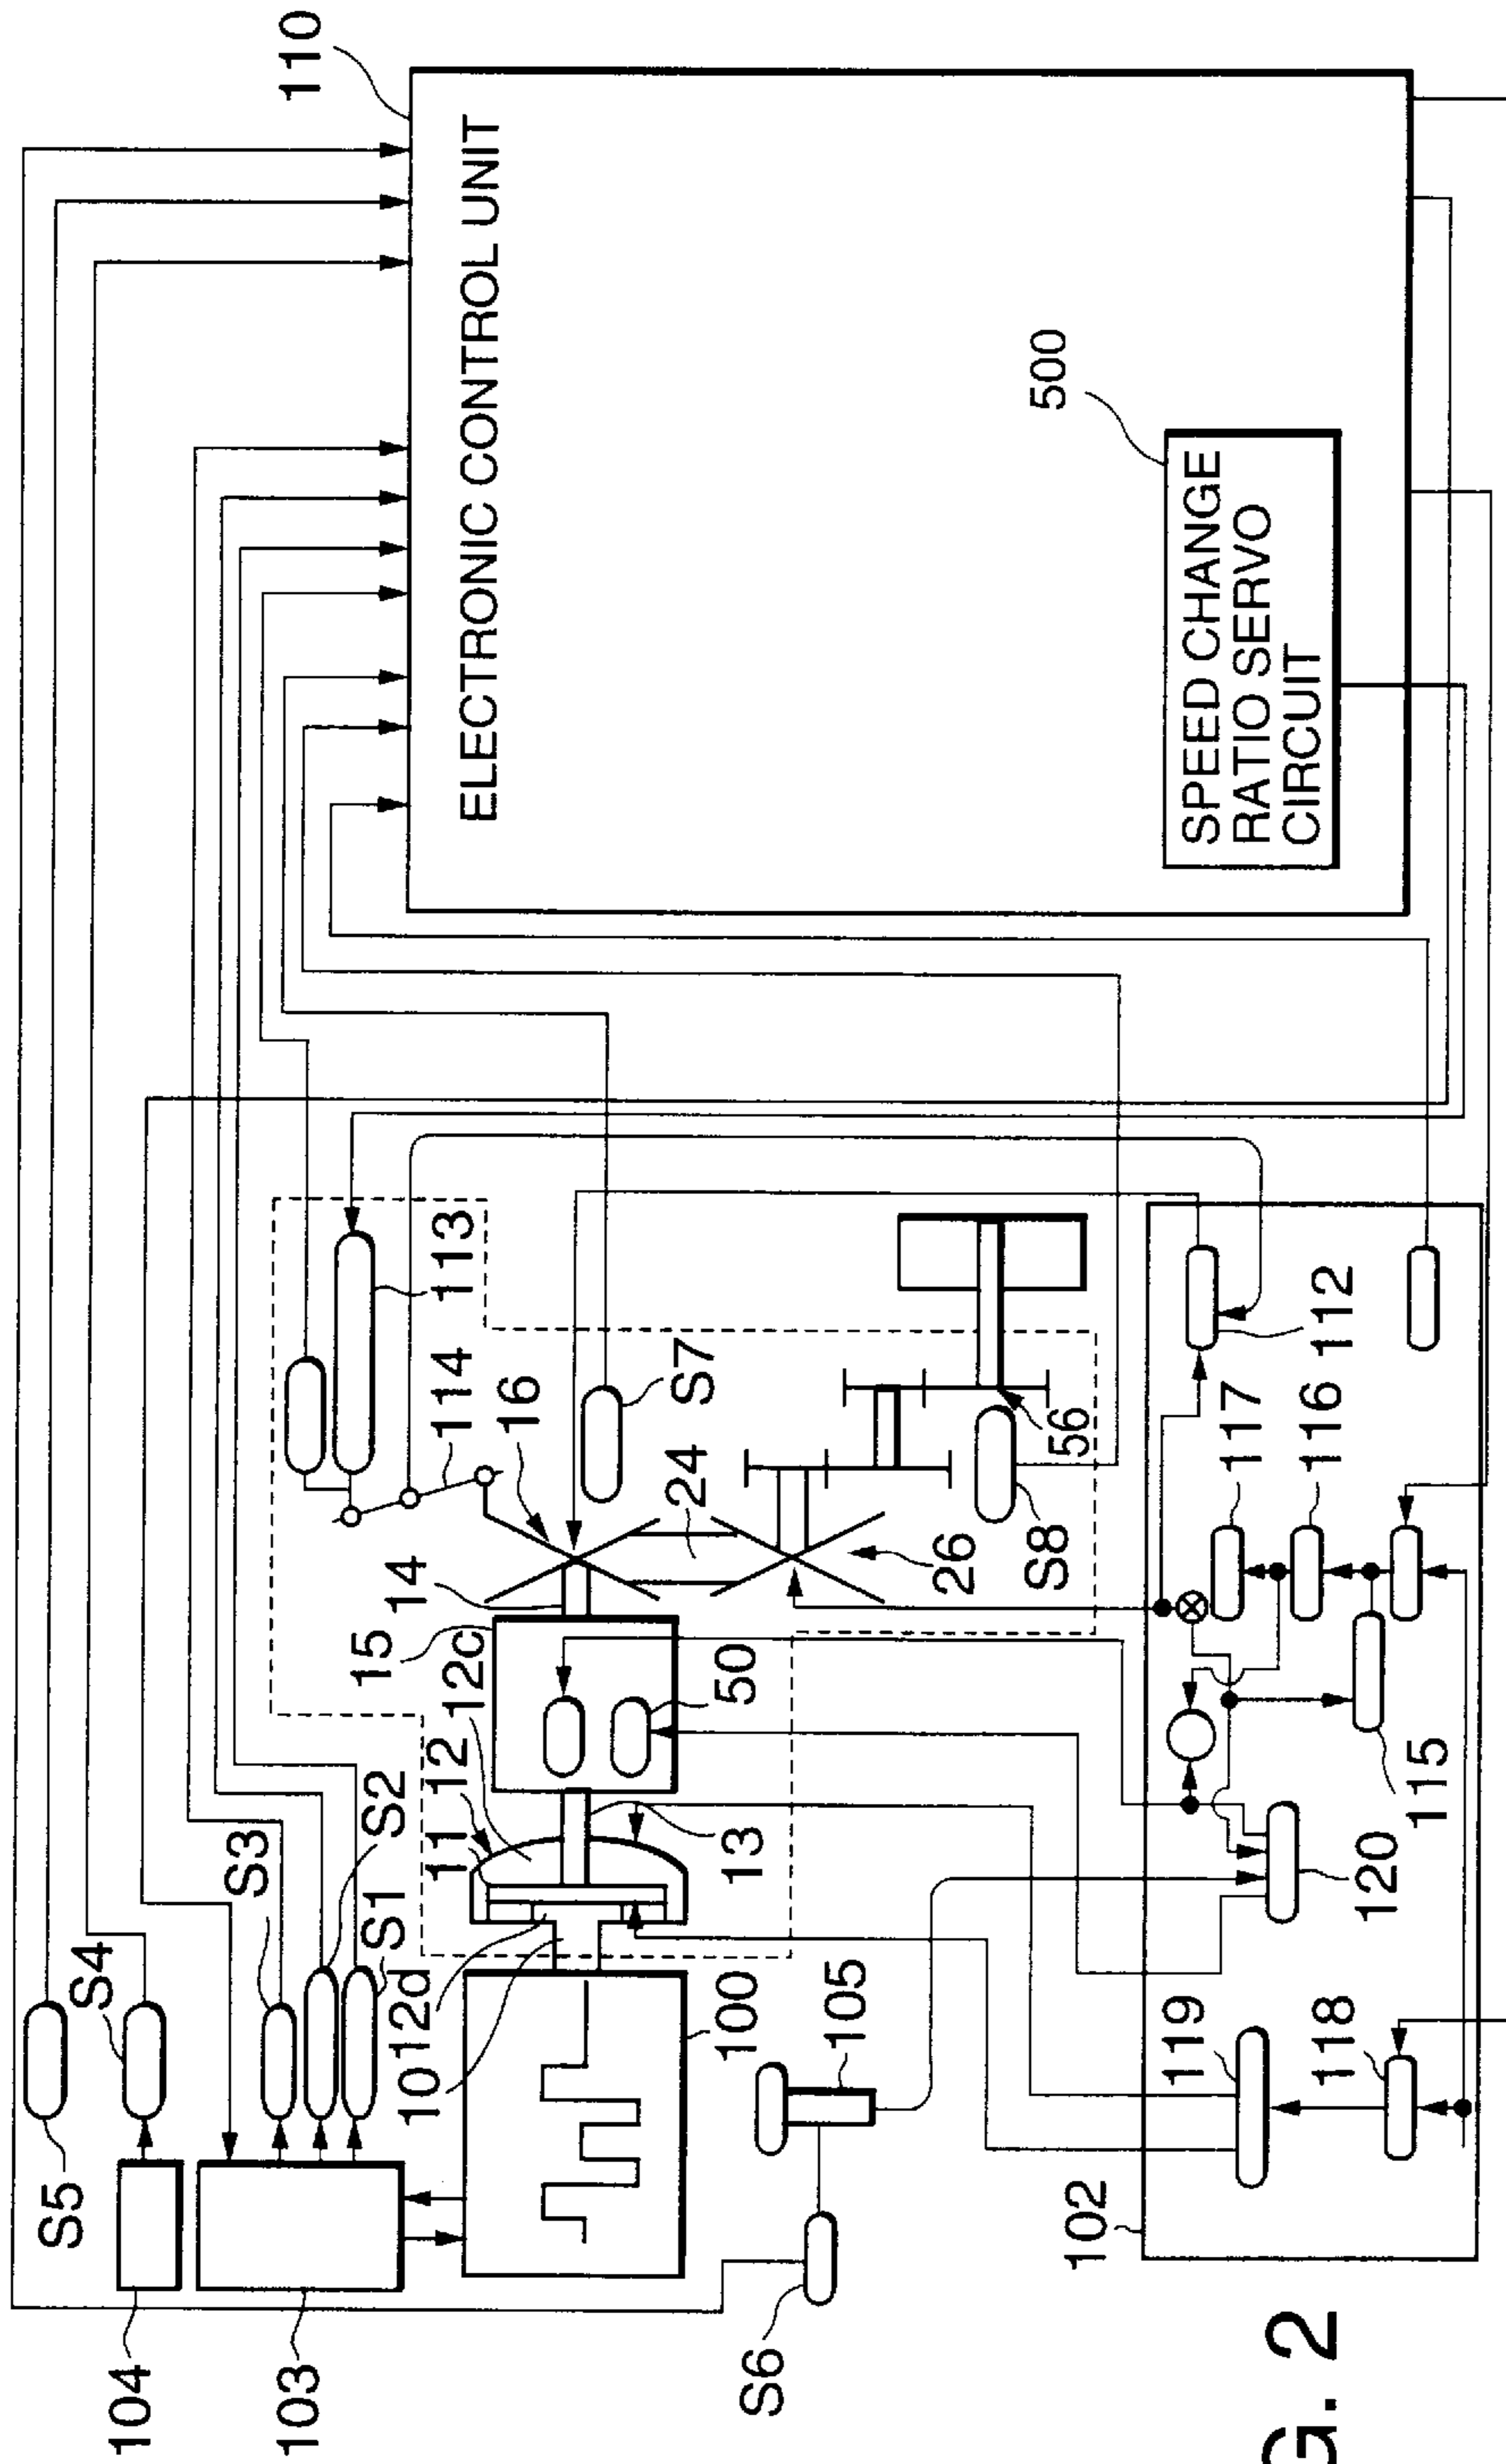 110
ELECTRONIC CONTROL UNIT
500
SPEED CHANGE
RATIO SERVO
CIRCUIT
S5
S4
104
103
S3
S2
S1
113
114
16
S7
24
14
15
12c
12
11
50
13
10
12d
100
105
S6
26
S8
56
102
119
118
120
115
116
117
112
G. 2